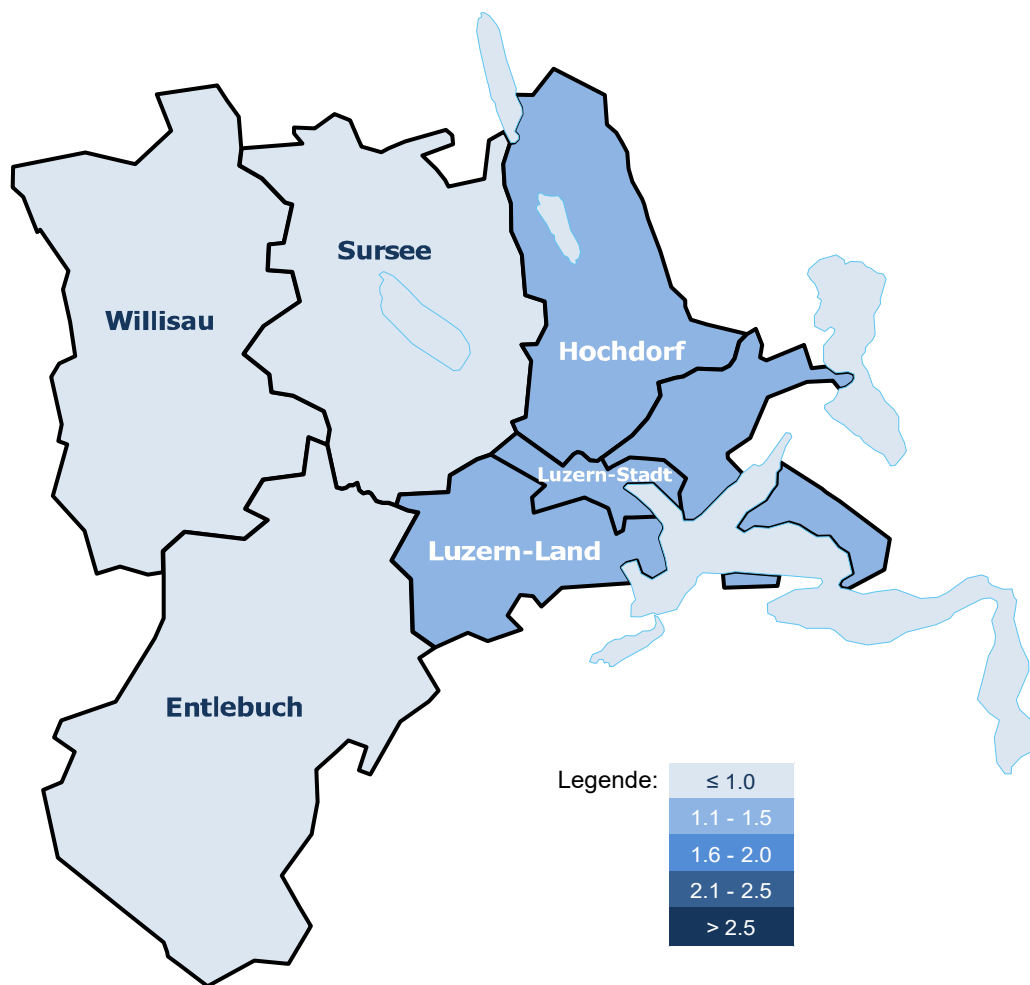 Sursee
Willisau
Hochdorf
Luzern-Stadt
Luzern-Land
Entlebuch
Legende:
≤ 1.0
1.1 - 1.5
1.6 - 2.0
2.1 - 2.5
> 2.5